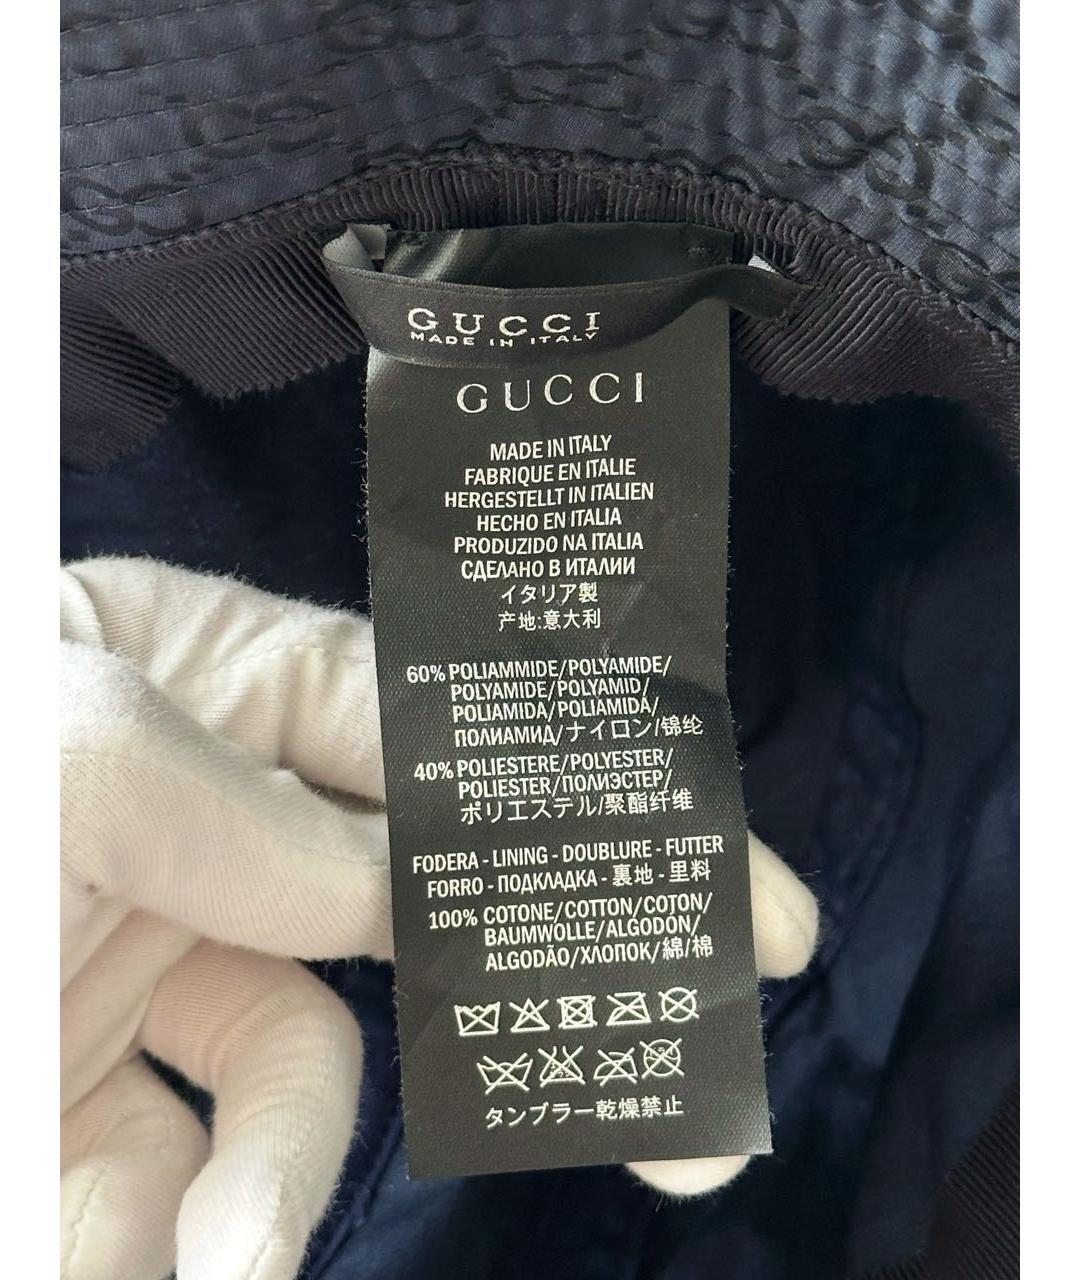 GUCCI
MADE IN ITALY
GUCCI
MADE IN ITALY
FABRIQUE EN ITALIE
HERGESTELLT IN ITALIEN
HECHO EN ITALIA
PRODUZIDO NA ITALIA
СДЕЛАНО В ИТАЛИИ
イタリア製
产地:意大利
60% POLIAMMIDE/POLYAMIDE/
POLYAMIDE/POLYAMID/
POLIAMIDA/POLIAMIDA/
ПОЛИАМИД/ナイロン/锦纶
40% POLIESTERE/POLYESTER/
POLIESTER/ПОЛИЭСТЕР/
ポリエステル/聚酯纤维
FODERA - LINING - DOUBLURE - FUTTER
FORRO - ПОДКЛАДКА - 裏地 - 里料
100% COTONE/COTTON/COTON/
BAUMWOLLE/ALGODÓN/
ALGODÃO/ХЛОПОК/綿/棉
タンブラー乾燥禁止